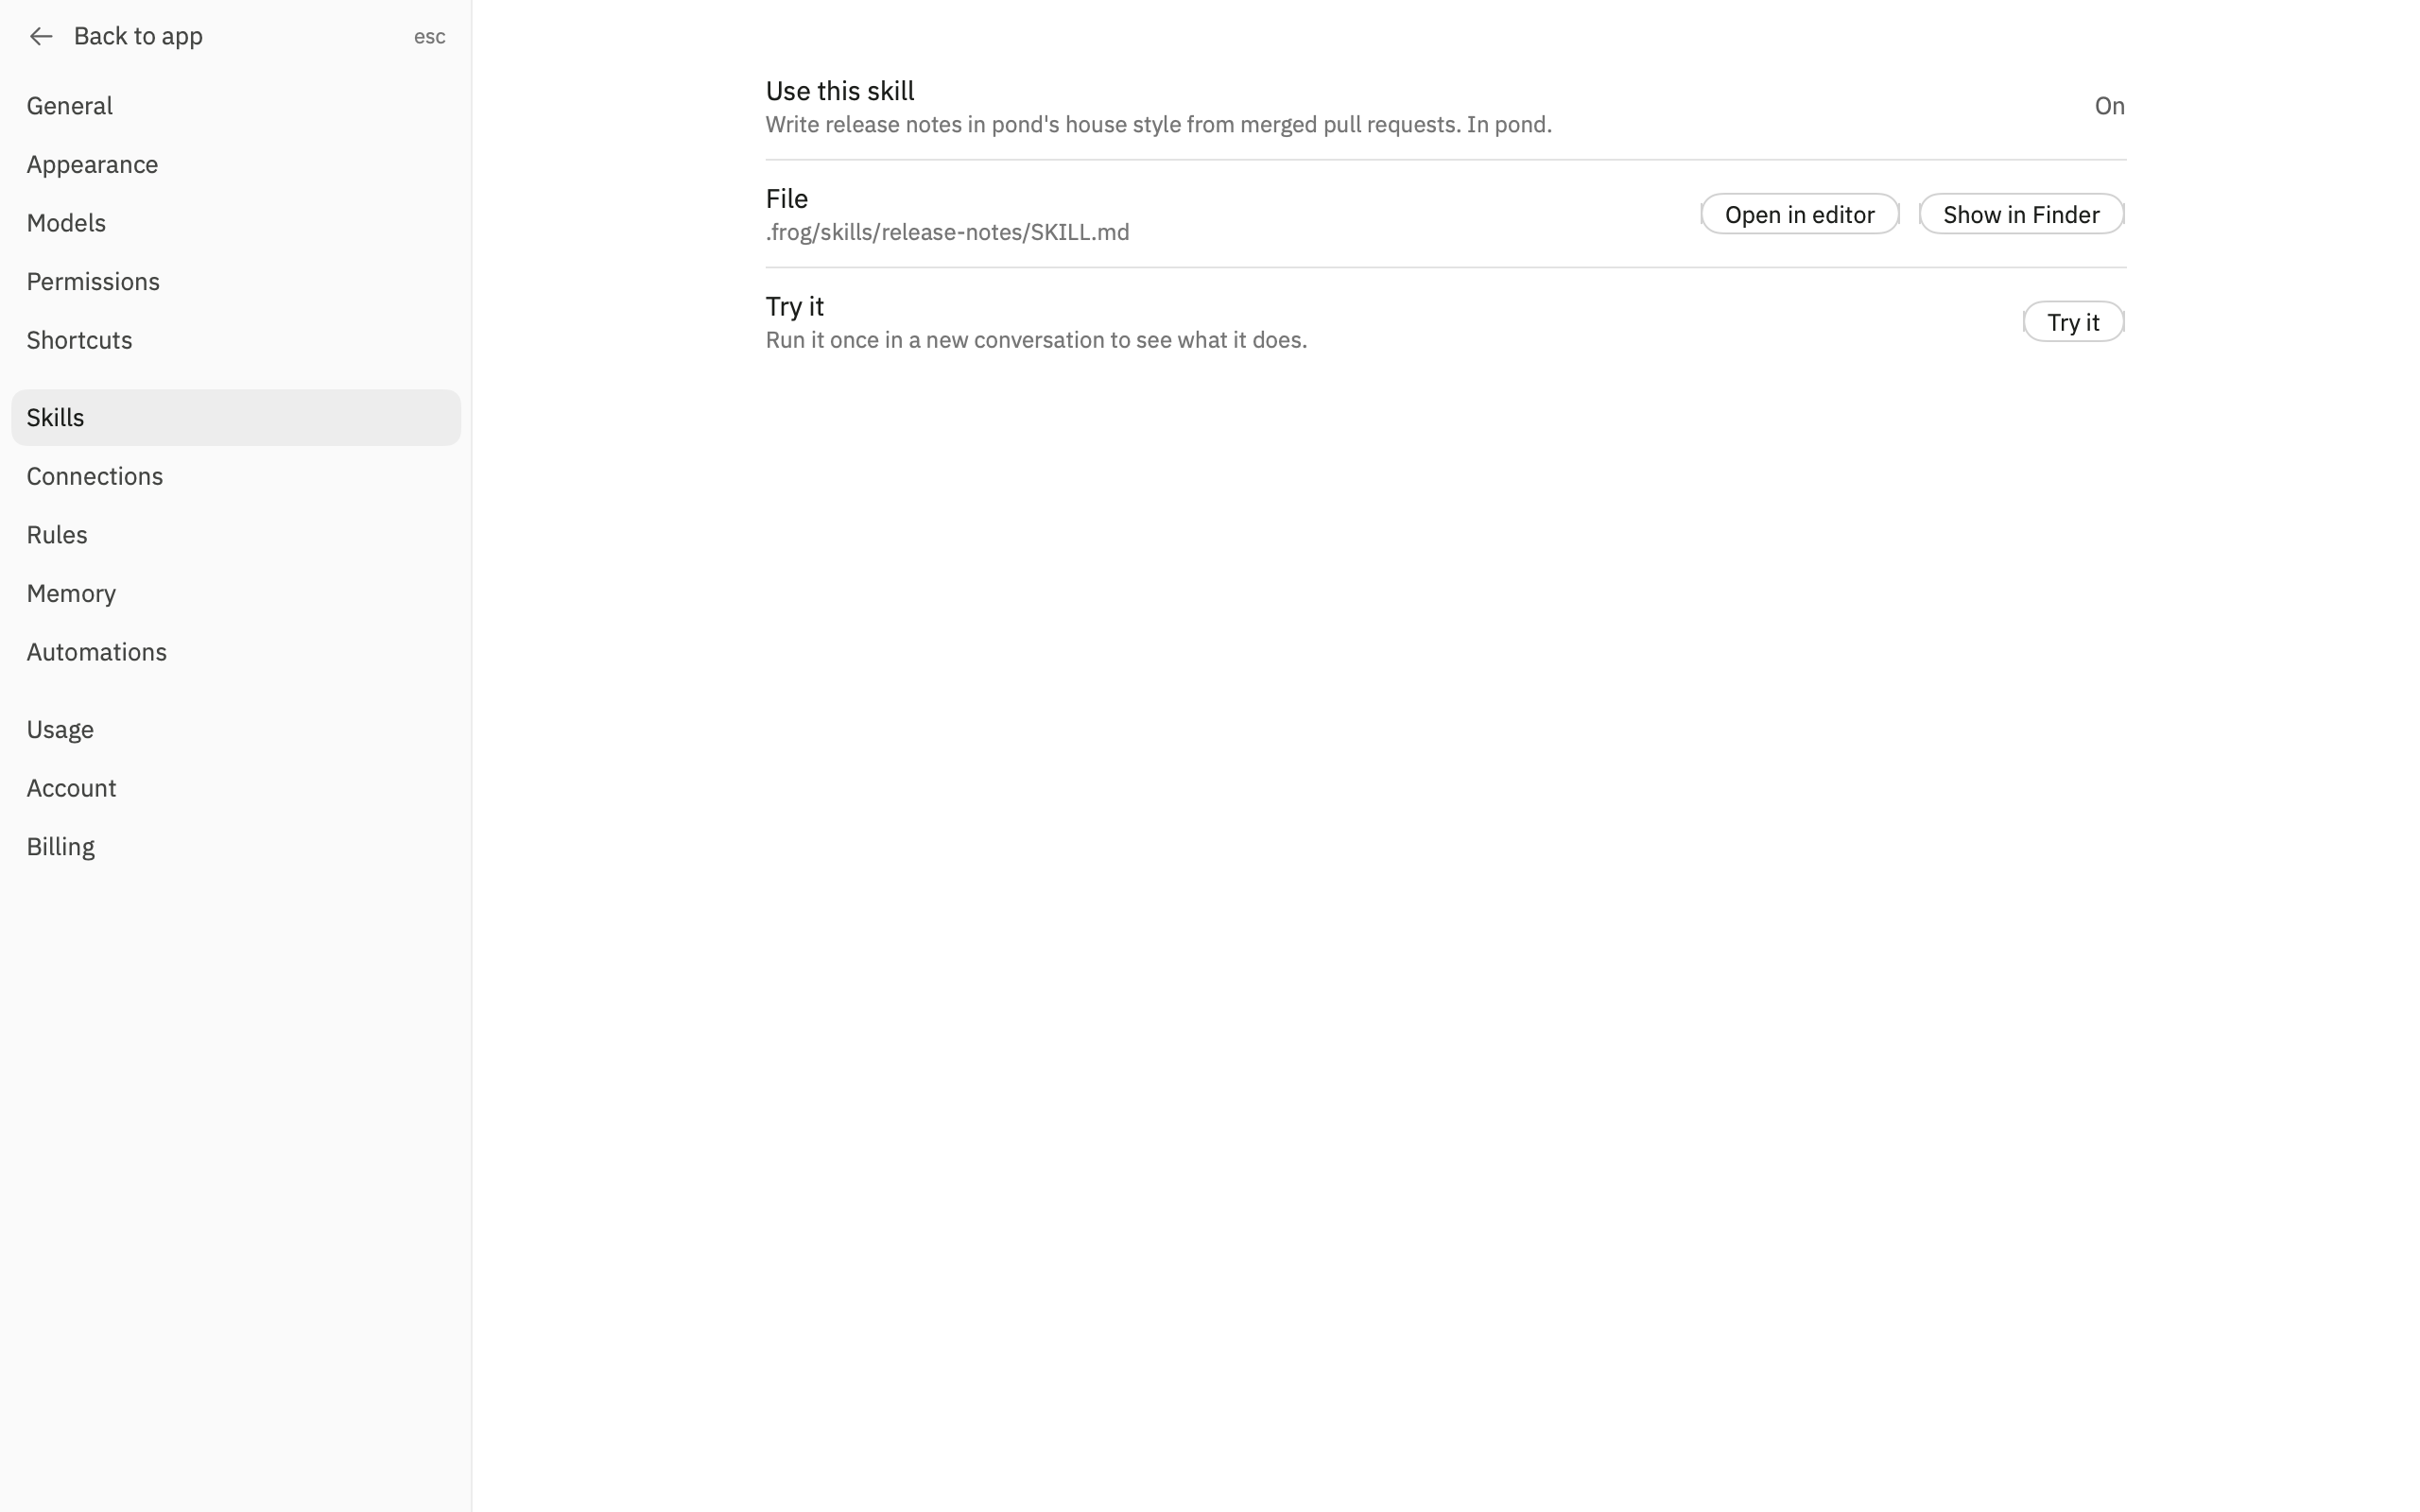 Back to app
esc
General
Appearance
Models
Permissions
Shortcuts
Skills
Connections
Rules
Memory
Automations
Usage
Account
Billing
Use this skill
Write release notes in pond's house style from merged pull requests. In pond.
On
File
.frog/skills/release-notes/SKILL.md
Open in editor
Show in Finder
Try it
Run it once in a new conversation to see what it does.
Try it